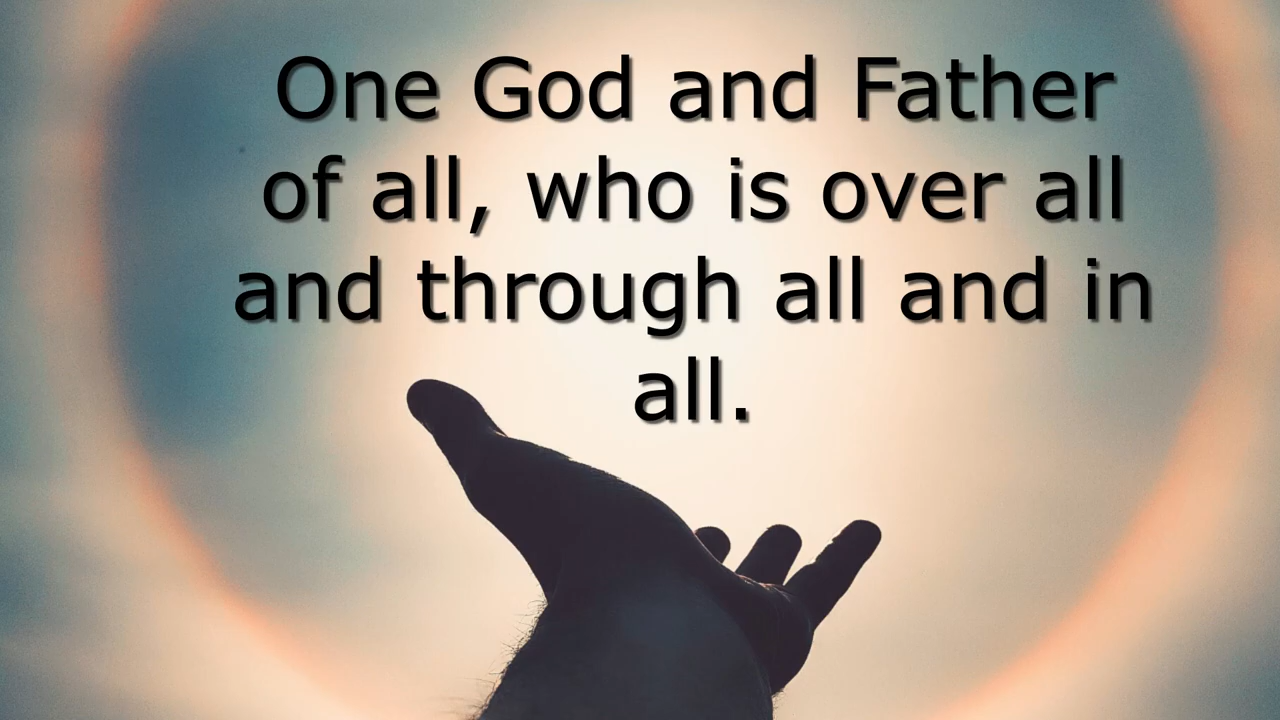 One God and Father
of all, who is over all
and through all and in
all.